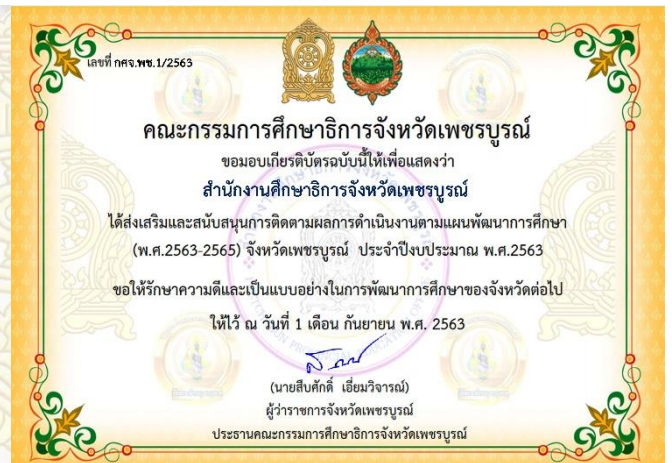 เลขที่ กศจ.พช.1/2563
คณะกรรมการศึกษาธิการจังหวัดเพชรบูรณ์
ขอมอบเกียรติบัตรฉบับนี้ให้เพื่อแสดงว่า
สำนักงานศึกษาธิการจังหวัดเพชรบูรณ์
ได้ส่งเสริมและสนับสนุนการติดตามผลการดำเนินงานตามแผนพัฒนาการศึกษา
(พ.ศ.2563-2565) จังหวัดเพชรบูรณ์ ประจำปีงบประมาณ พ.ศ.2563
ขอให้รักษาความดีและเป็นแบบอย่างในการพัฒนาการศึกษาของจังหวัดต่อไป
ให้ไว้ ณ วันที่ 1 เดือน กันยายน พ.ศ. 2563
(นายสืบศักดิ์ เอี่ยมวิจารณ์)
ผู้ว่าราชการจังหวัดเพชรบูรณ์
ประธานคณะกรรมการศึกษาธิการจังหวัดเพชรบูรณ์